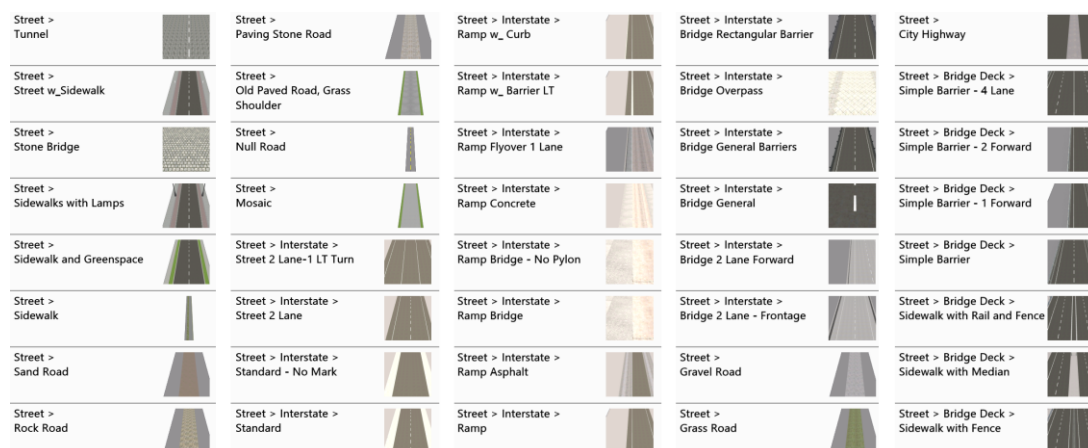 Street >
Tunnel
Street >
Street w_Sidewalk
Street >
Stone Bridge
Street >
Sidewalks with Lamps
Street >
Sidewalk and Greenspace
Street >
Sidewalk
Street >
Sand Road
Street >
Rock Road
Street >
Paving Stone Road
Street >
Old Paved Road, Grass
Shoulder
Street >
Null Road
Street >
Mosaic
Street > Interstate >
Street 2 Lane-1 LT Turn
Street > Interstate >
Street 2 Lane
Street > Interstate >
Standard - No Mark
Street > Interstate >
Standard
Street > Interstate >
Ramp w_ Curb
Street > Interstate >
Ramp w_ Barrier LT
Street > Interstate >
Ramp Flyover 1 Lane
Street > Interstate >
Ramp Concrete
Street > Interstate >
Ramp Bridge - No Pylon
Street > Interstate >
Ramp Bridge
Street > Interstate >
Ramp Asphalt
Street > Interstate >
Ramp
Street > Interstate >
Bridge Rectangular Barrier
Street > Interstate >
Bridge Overpass
Street > Interstate >
Bridge General Barriers
Street > Interstate >
Bridge General
Street > Interstate >
Bridge 2 Lane Forward
Street > Interstate >
Bridge 2 Lane - Frontage
Street >
Gravel Road
Street >
Grass Road
Street >
City Highway
Street > Bridge Deck >
Simple Barrier - 4 Lane
Street > Bridge Deck >
Simple Barrier - 2 Forward
Street > Bridge Deck >
Simple Barrier - 1 Forward
Street > Bridge Deck >
Simple Barrier
Street > Bridge Deck >
Sidewalk with Rail and Fence
Street > Bridge Deck >
Sidewalk with Median
Street > Bridge Deck >
Sidewalk with Fence